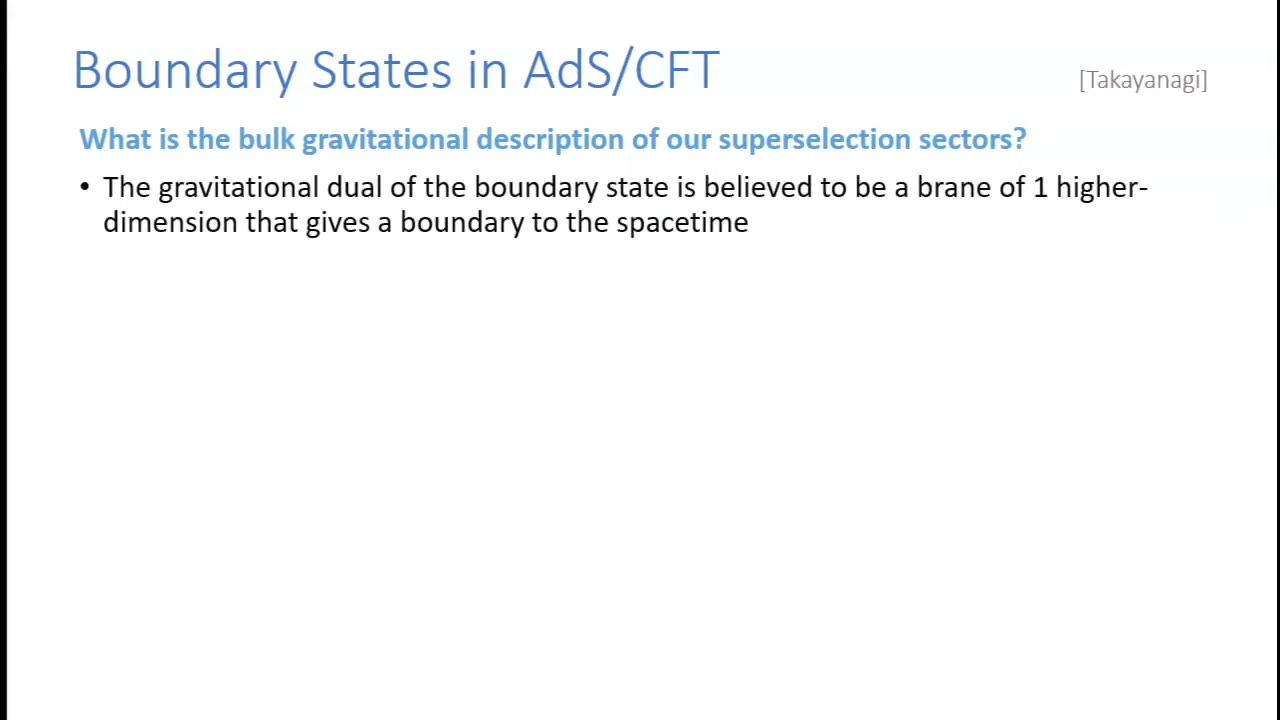 Boundary States in AdS/CFT
[Takayanagi]
What is the bulk gravitational description of our superselection sectors?
• The gravitational dual of the boundary state is believed to be a brane of 1 higher-
dimension that gives a boundary to the spacetime